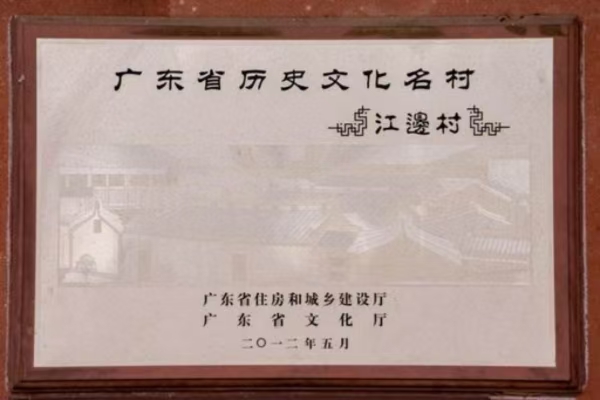 广东省历史文化名村
江邊村
广东省住房和城乡建设厅
广东省文化厅
二〇一二年五月